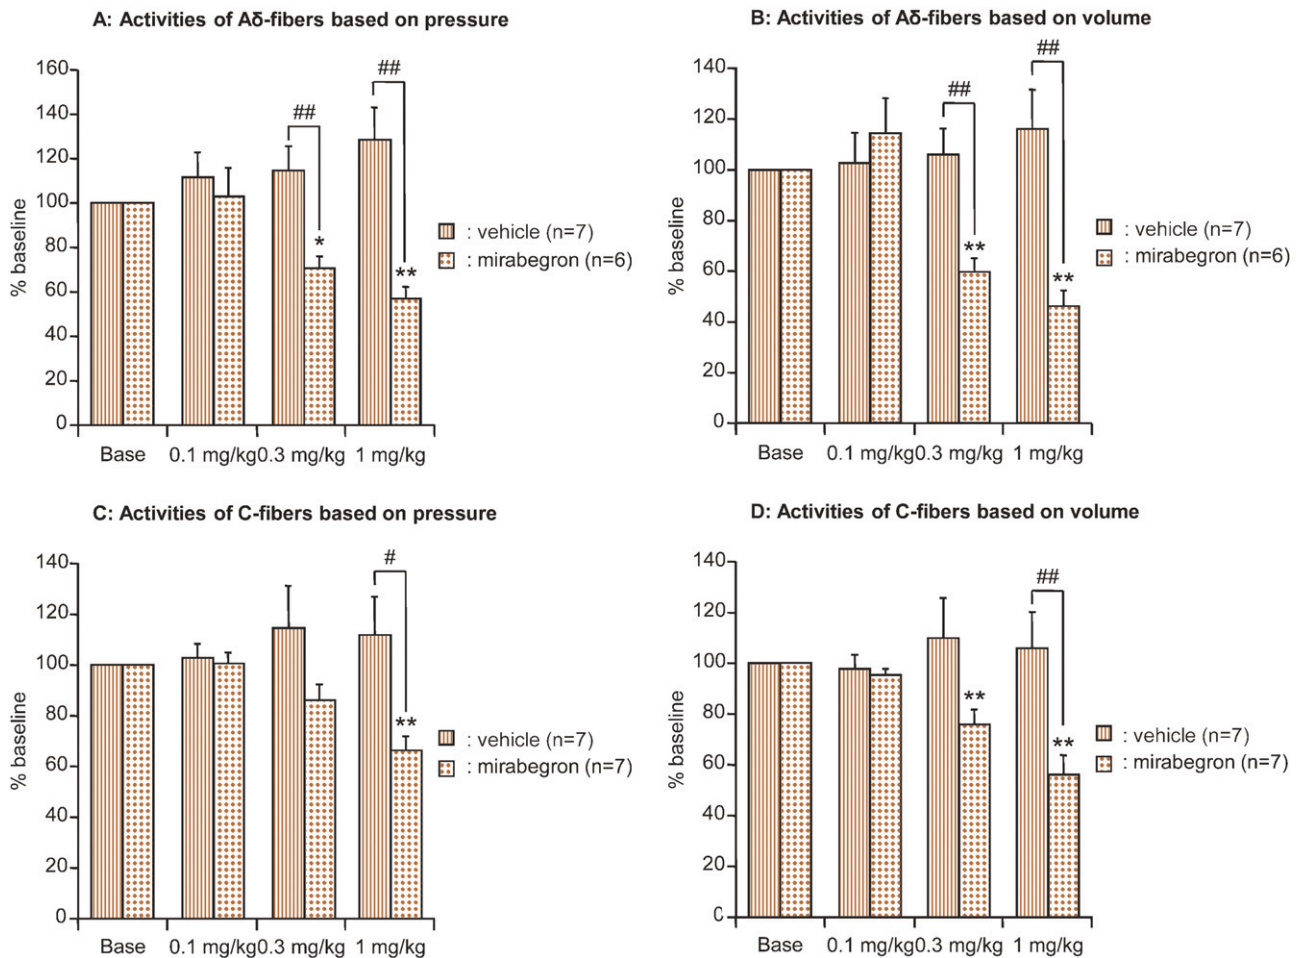 A: Activities of Aδ-fibers based on pressure
160
140
120
100
80
60
40
20
0
% baseline
##
##
*
**
: vehicle (n=7)
: mirabegron (n=6)
Base 0.1 mg/kg 0.3 mg/kg 1 mg/kg
B: Activities of Aδ-fibers based on volume
140
120
100
80
60
40
20
0
% baseline
##
##
**
**
: vehicle (n=7)
: mirabegron (n=6)
Base 0.1 mg/kg 0.3 mg/kg 1 mg/kg
C: Activities of C-fibers based on pressure
140
120
100
80
60
40
20
0
% baseline
#
**
: vehicle (n=7)
: mirabegron (n=7)
Base 0.1 mg/kg 0.3 mg/kg 1 mg/kg
D: Activities of C-fibers based on volume
140
120
100
80
60
40
20
0
% baseline
##
**
**
: vehicle (n=7)
: mirabegron (n=7)
Base 0.1 mg/kg 0.3 mg/kg 1 mg/kg